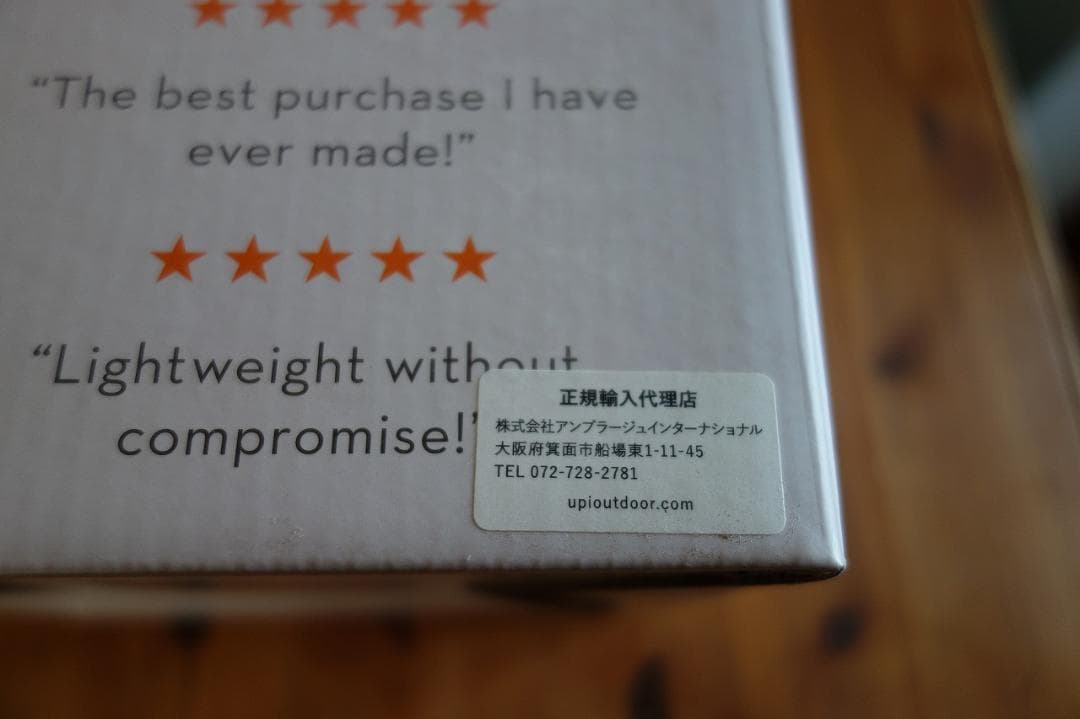 “The best purchase I have
ever made!”
“Lightweight without
compromise!”
正規輸入代理店
株式会社アンプラージュインターナショナル
大阪府箕面市船場東1-11-45
TEL 072-728-2781
upioutdoor.com